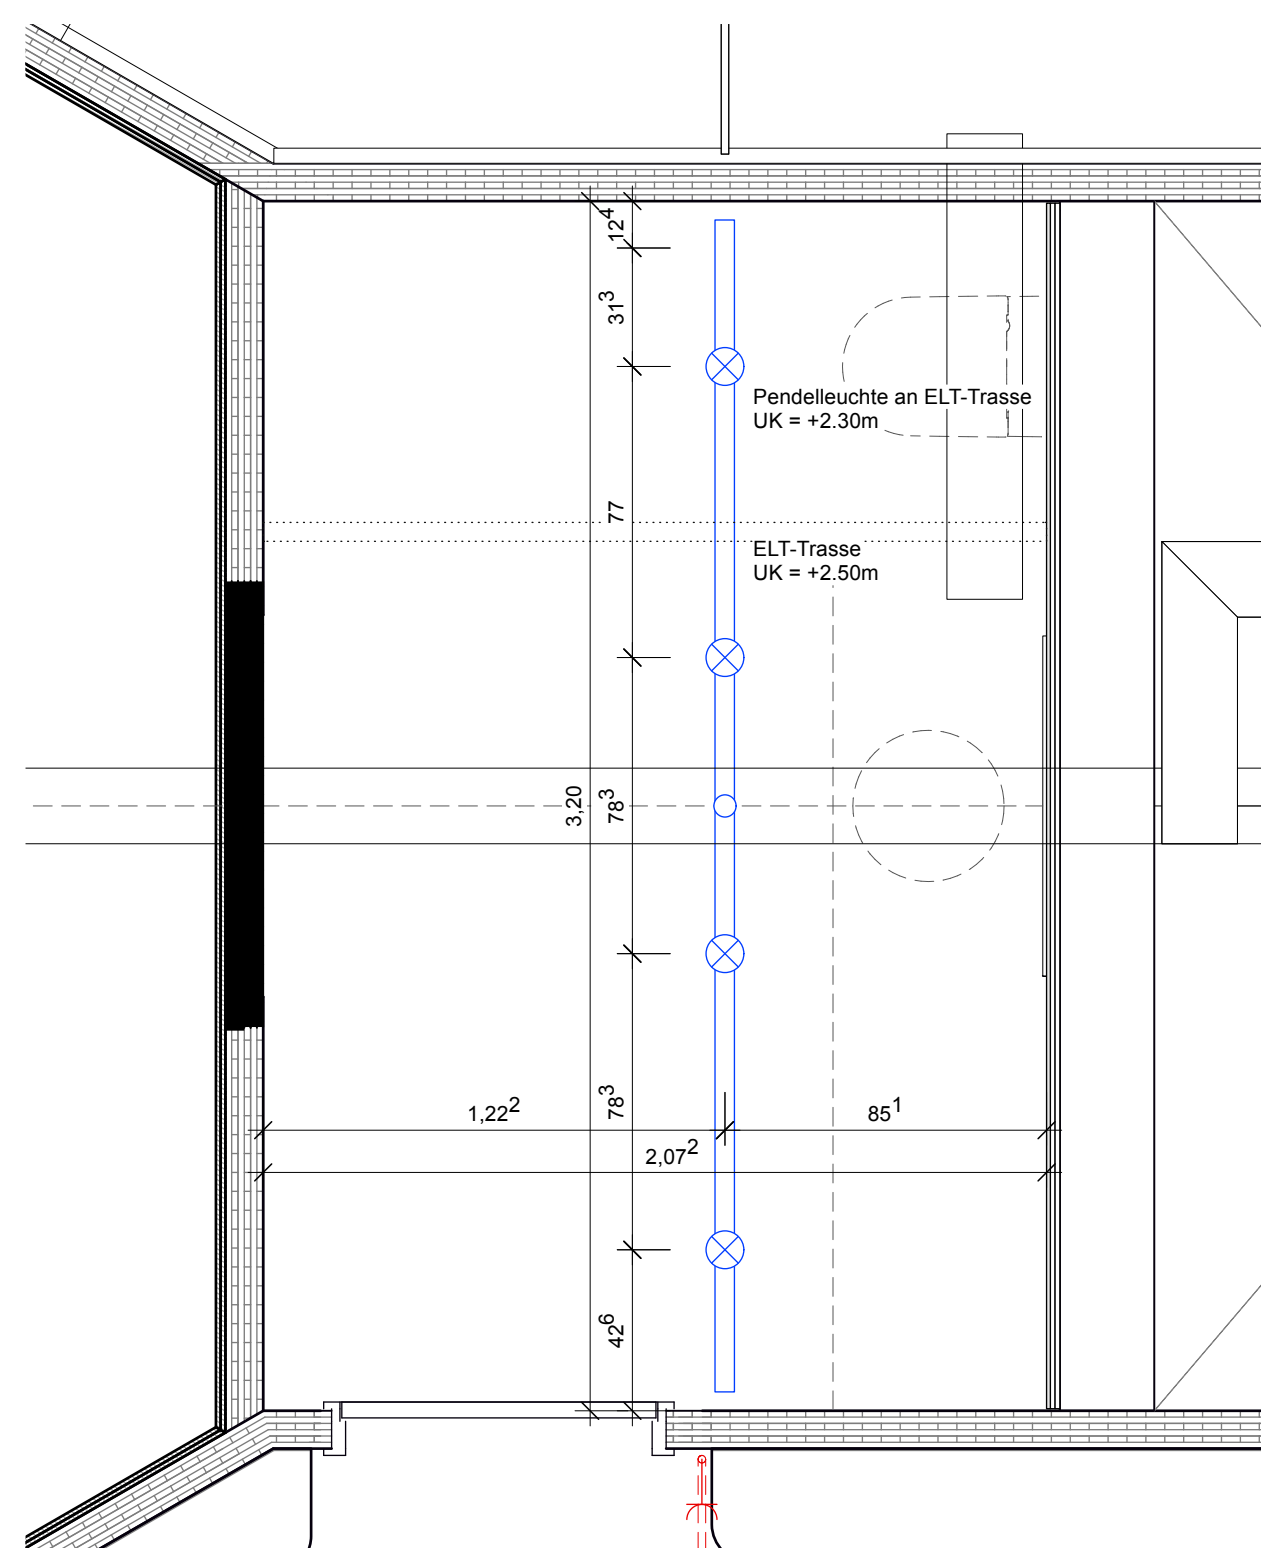 12⁴
31³
Pendelleuchte an ELT-Trasse
UK = +2.30m
77
ELT-Trasse
UK = +2.50m
3,20
78³
78³
1,22²
85¹
2,07²
42⁶